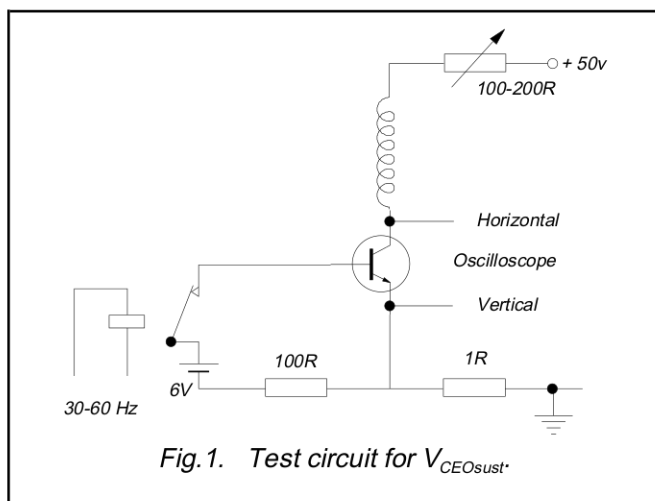 + 50v
100-200R
Horizontal
Oscilloscope
Vertical
100R
1R
6V
30-60 Hz
Fig.1. Test circuit for VCEOsust.